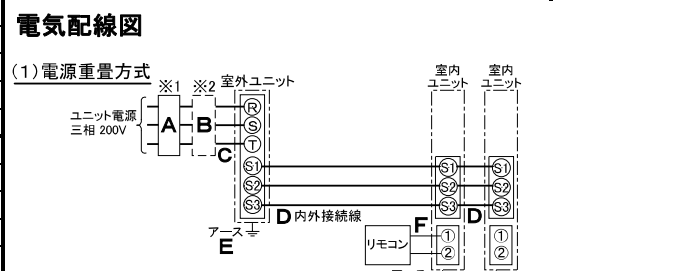 電気配線図
(1)電源重畳方式
※1 ※2 室外ユニット 室内ユニット 室内ユニット
ユニット電源
三相 200V
A B C
R
S
T
S1 S1 S1
S2 S2 S2
S3 S3 S3
D 内外接続線 D
アース
E
F
リモコン
① ①
② ②